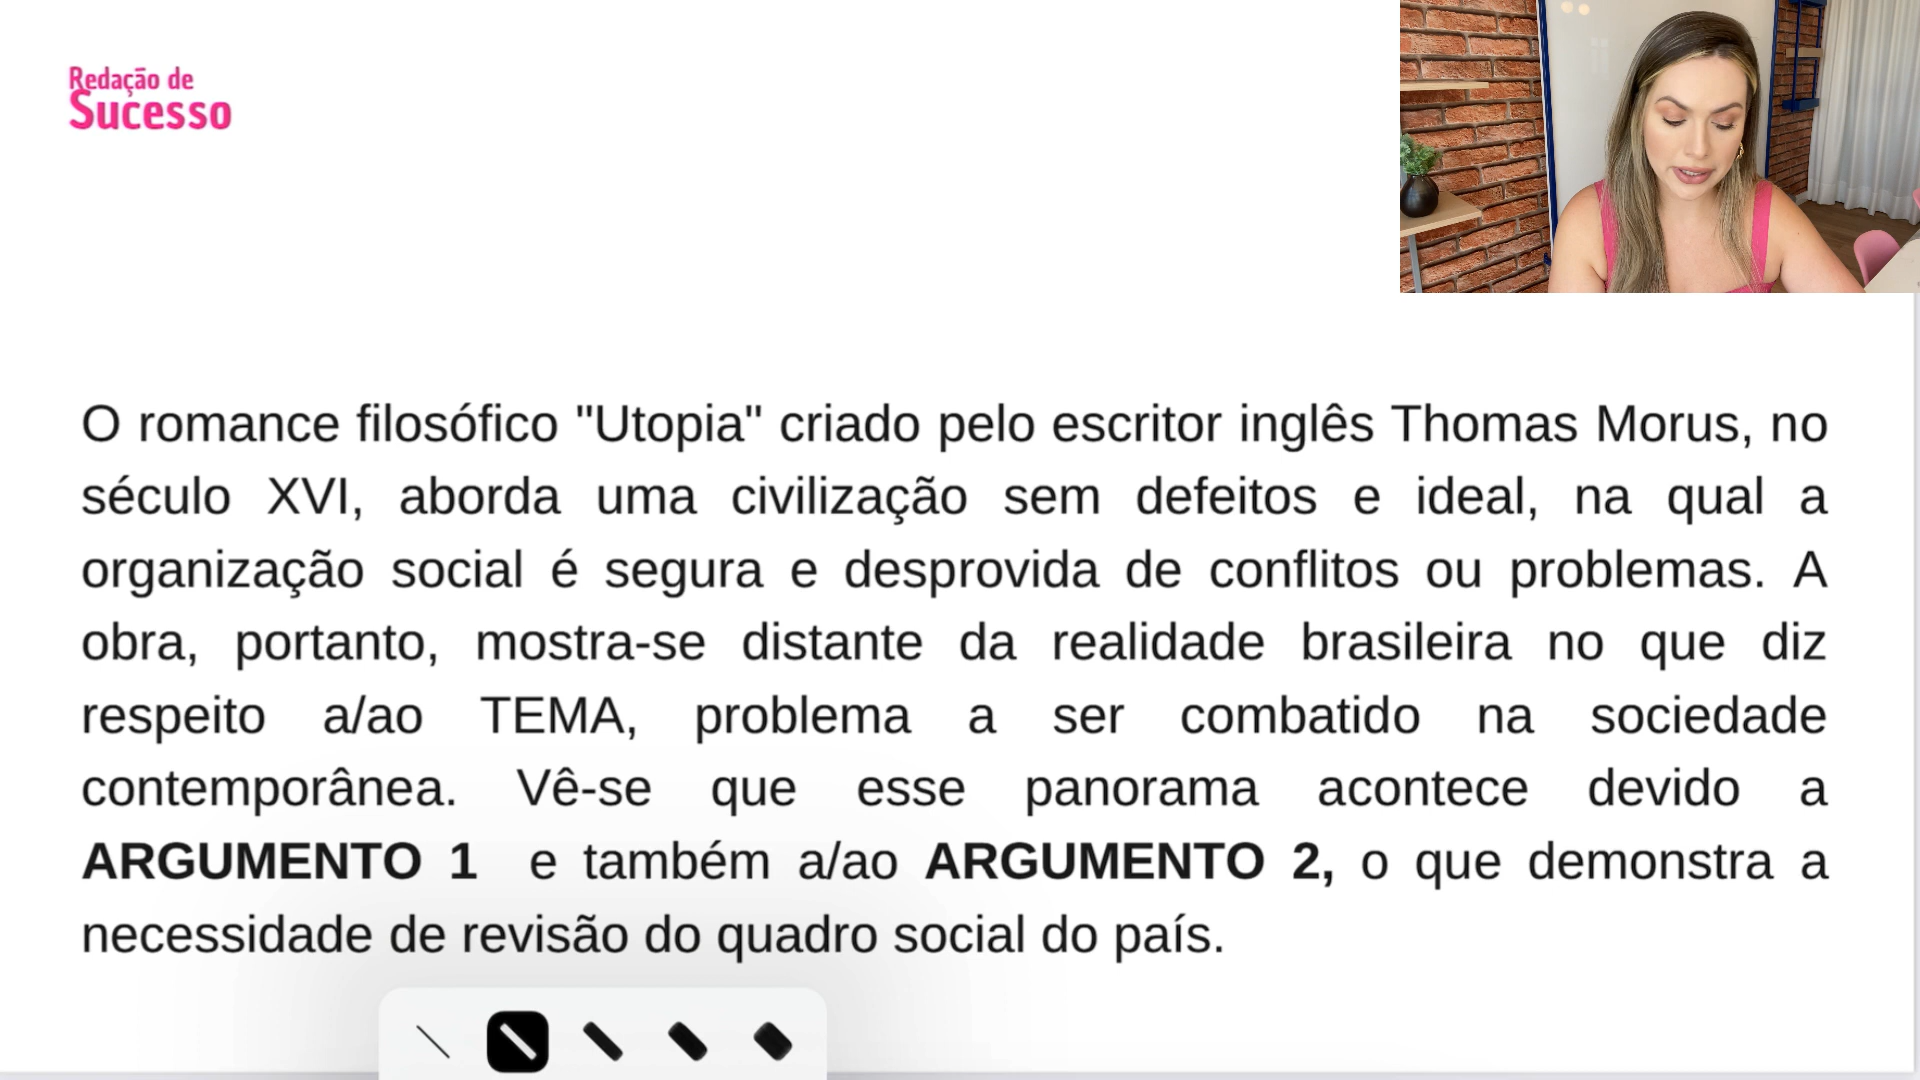 Redação de
Sucesso
O romance filosófico "Utopia" criado pelo escritor inglês Thomas Morus, no
século XVI, aborda uma civilização sem defeitos e ideal, na qual a
organização social é segura e desprovida de conflitos ou problemas. A
obra, portanto, mostra-se distante da realidade brasileira no que diz
respeito a/ao TEMA, problema a ser combatido na sociedade
contemporânea. Vê-se que esse panorama acontece devido a
ARGUMENTO 1 e também a/ao ARGUMENTO 2, o que demonstra a
necessidade de revisão do quadro social do país.